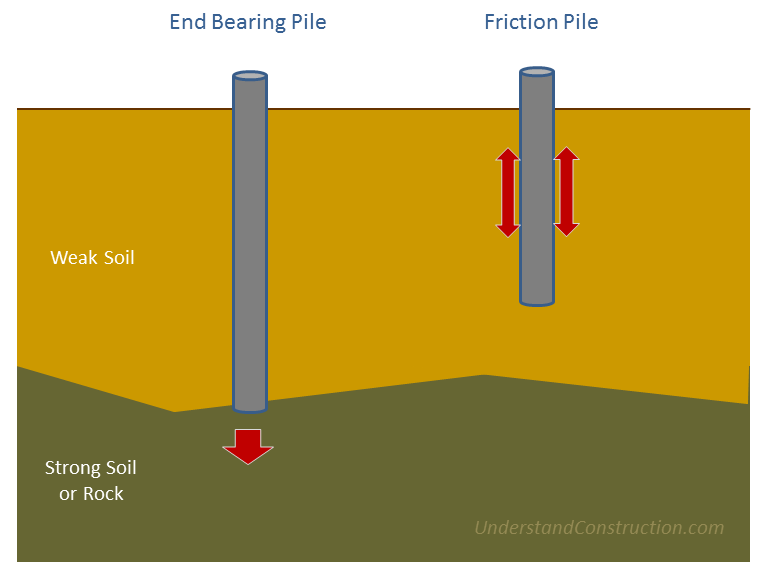 End Bearing Pile
Friction Pile
Weak Soil
Strong Soil
or Rock
UnderstandConstruction.com